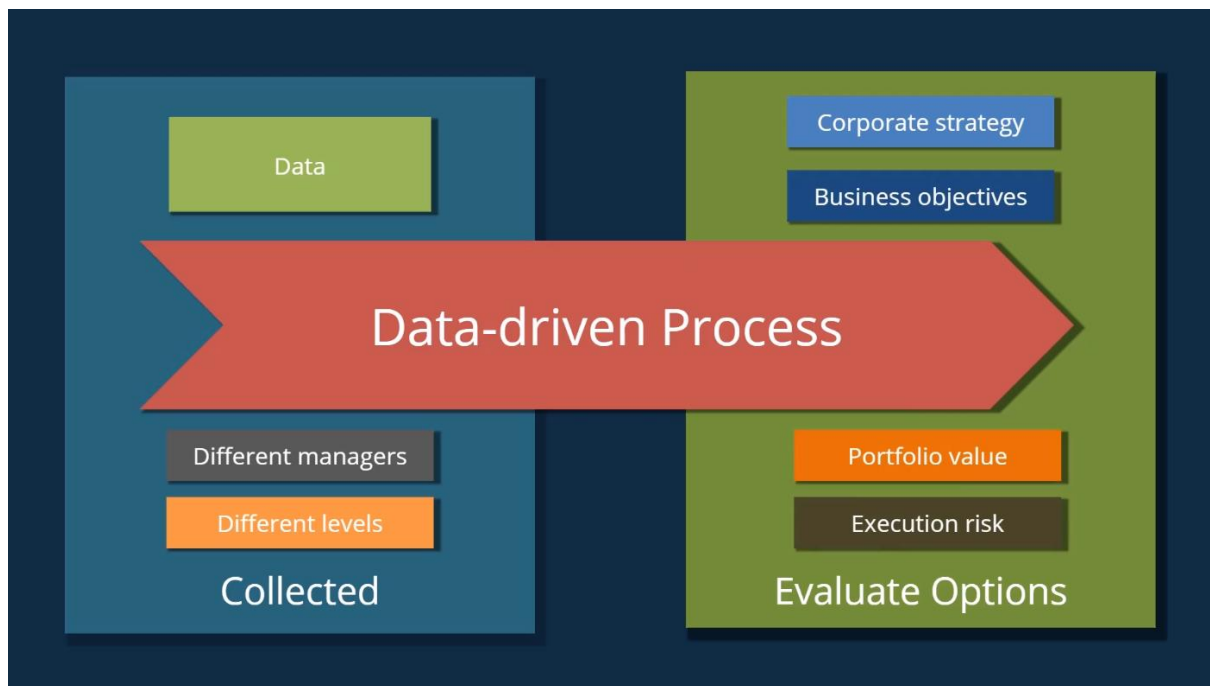 Data
Corporate strategy
Business objectives
Data-driven Process
Different managers
Different levels
Collected
Portfolio value
Execution risk
Evaluate Options